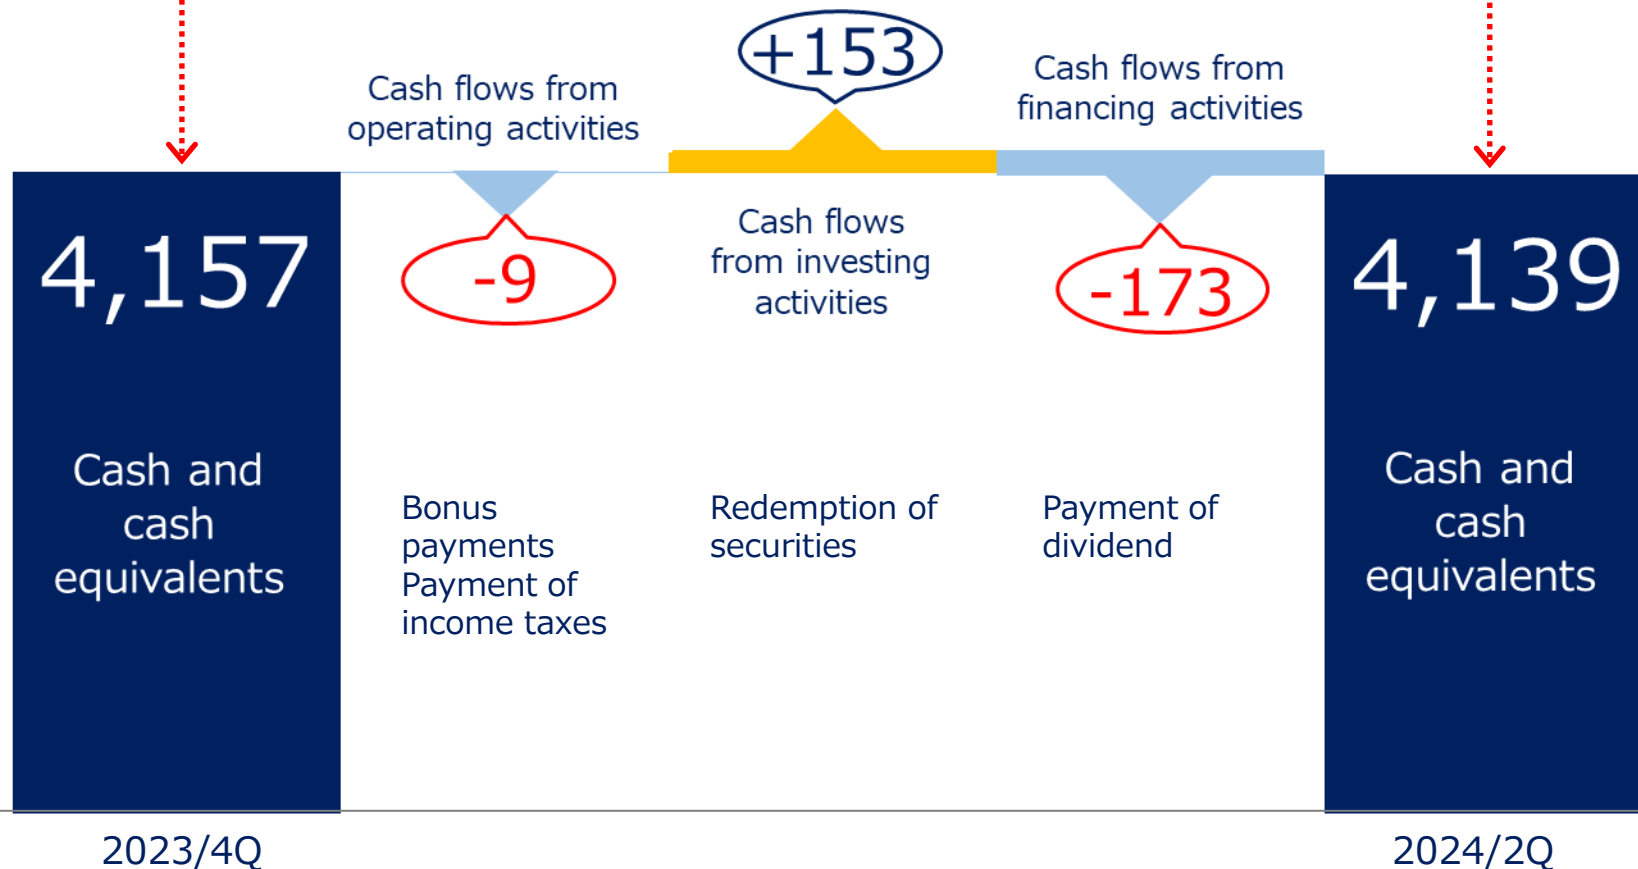 4,157
Cash and
cash
equivalents
2023/4Q
Cash flows from
operating activities
-9
Bonus
payments
Payment of
income taxes
+153
Cash flows
from investing
activities
Redemption of
securities
Cash flows from
financing activities
-173
Payment of
dividend
4,139
Cash and
cash
equivalents
2024/2Q